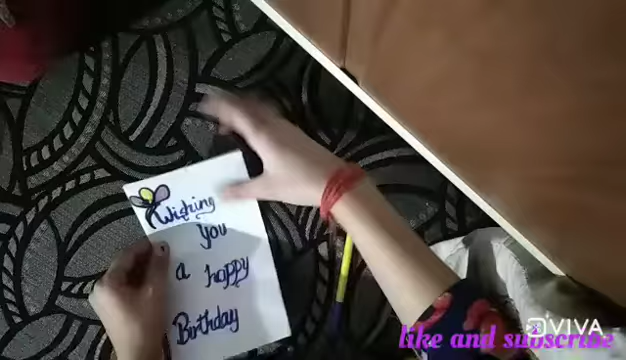 Wishing
you
a happy
Birthday
VIVA
like and subscribe